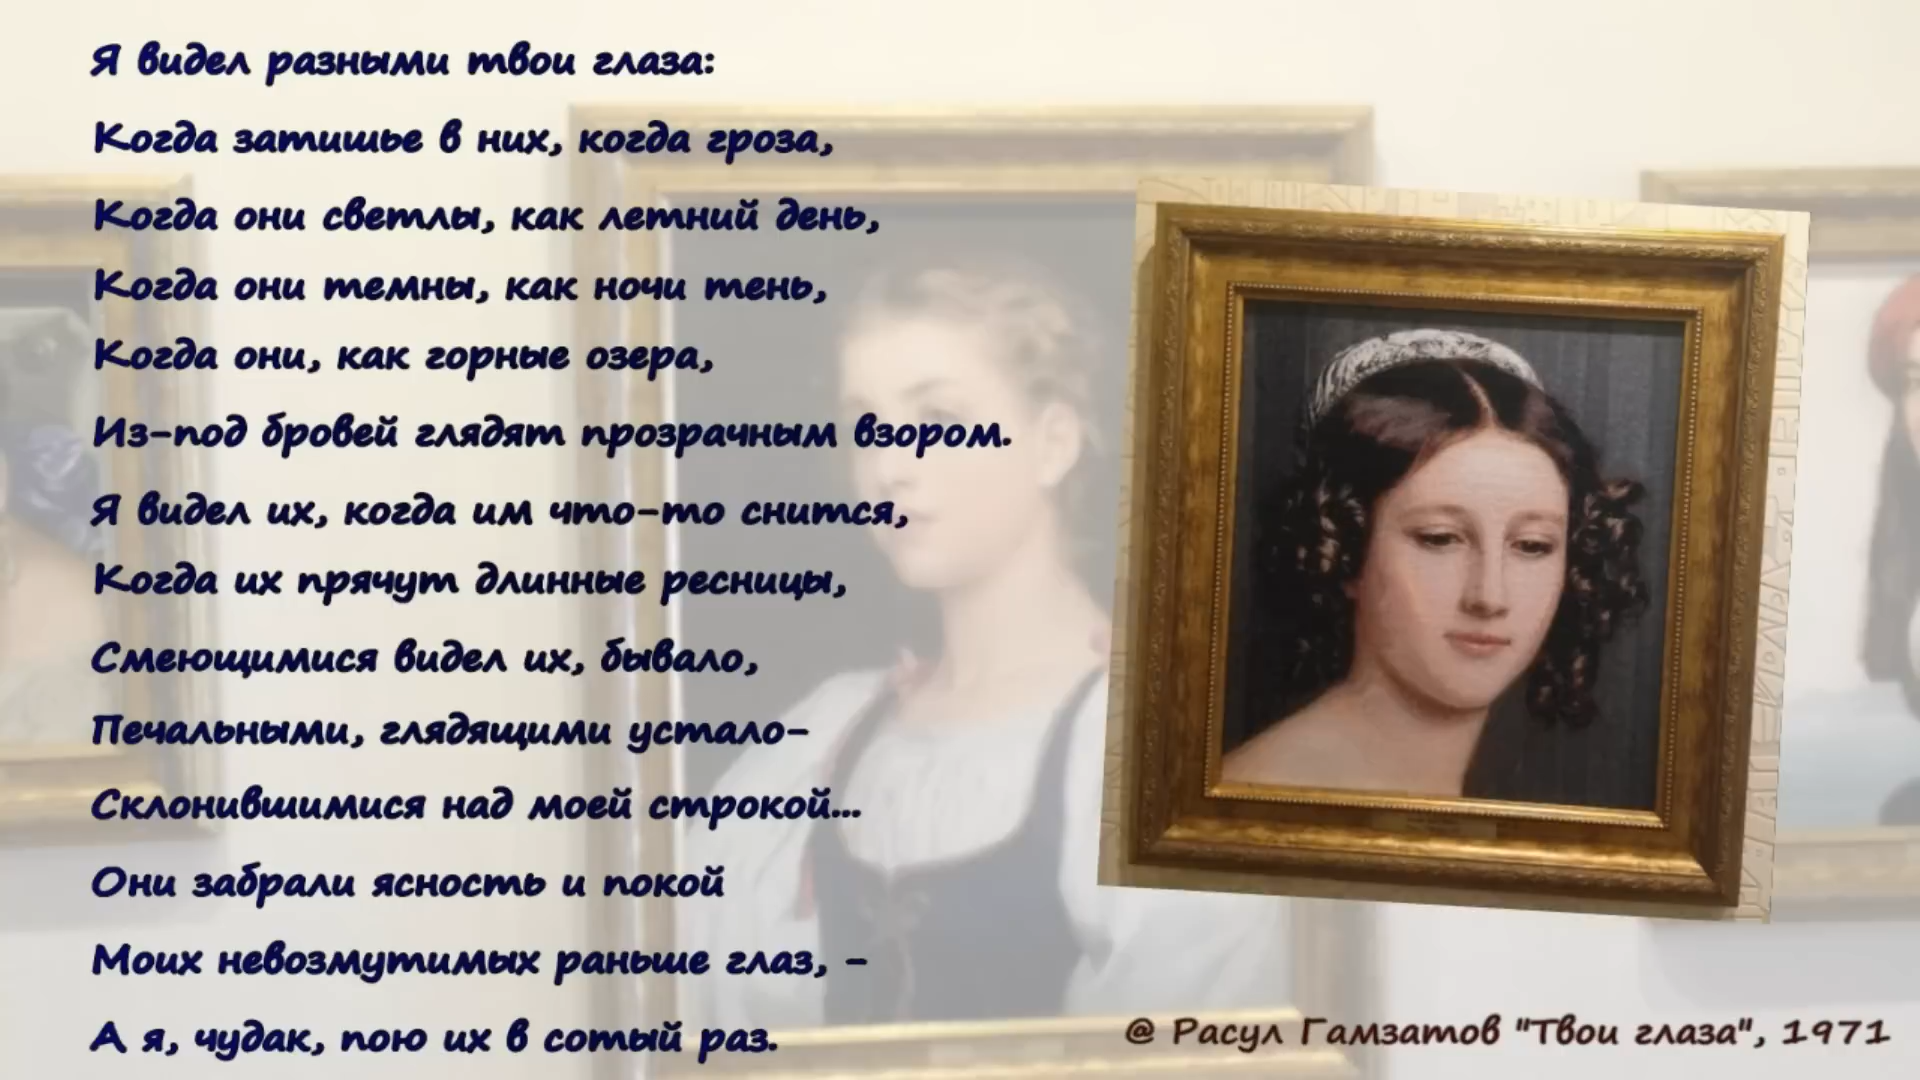 Я видел разными твои глаза:
Когда затишье в них, когда гроза,
Когда они светлы, как летний день,
Когда они темны, как ночи тень,
Когда они, как горные озера,
Из-под бровей глядят прозрачным взором.
Я видел их, когда им что-то снится,
Когда их прячут длинные ресницы,
Смеющимися видел их, бывало,
Печальными, глядящими устало-
Склонившимися над моей строкой...
Они забрали ясность и покой
Моих невозмутимых раньше глаз, -
А я, чудак, пою их в сотый раз.
@ Расул Гамзатов "Твои глаза", 1971